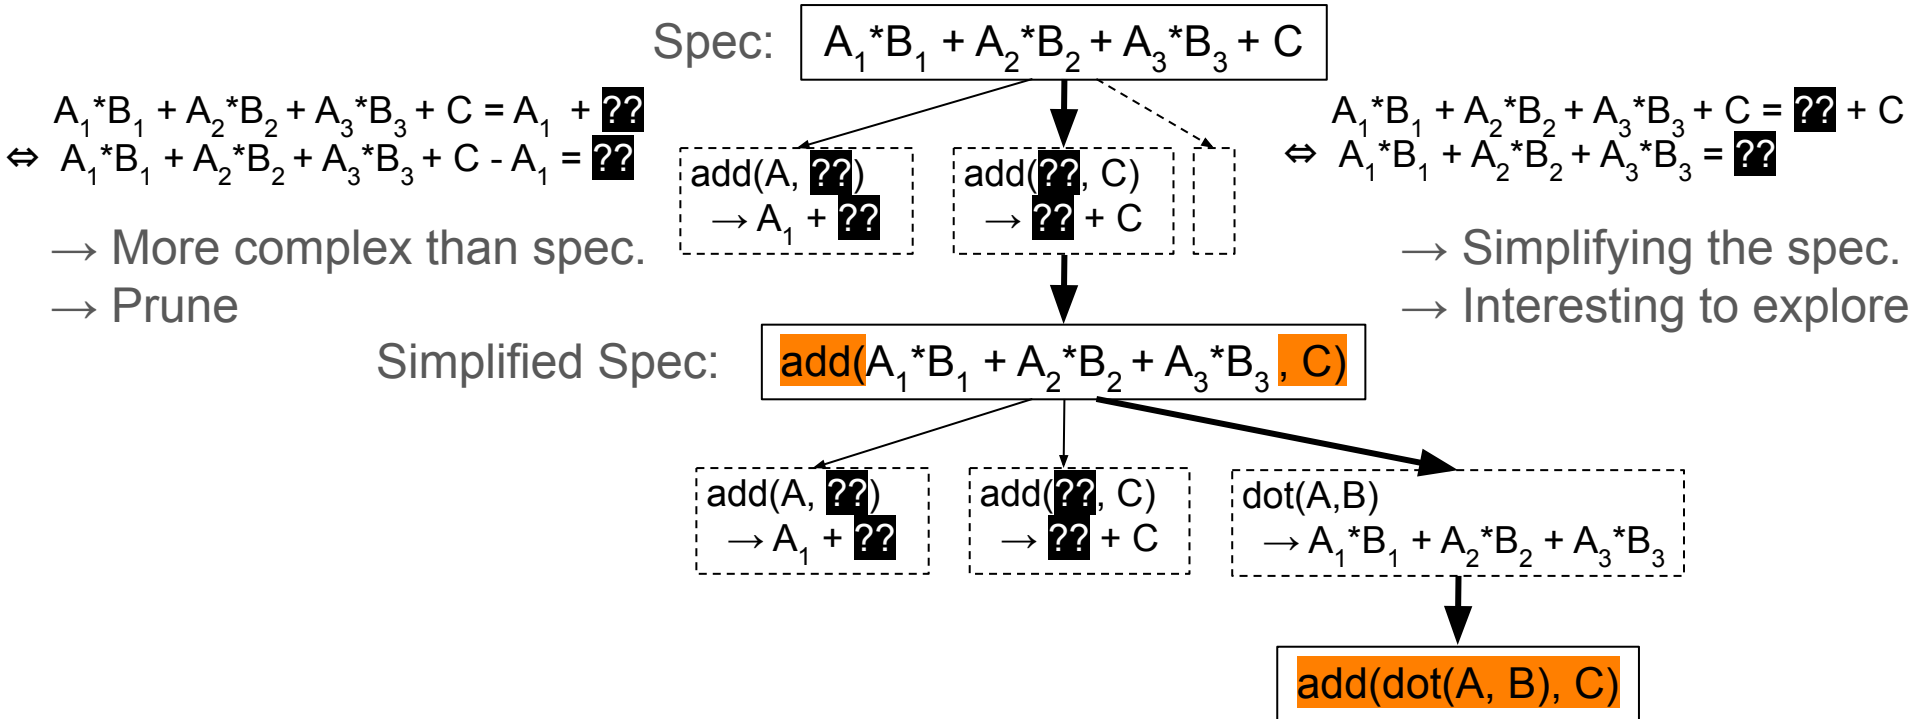 Spec: A₁*B₁ + A₂*B₂ + A₃*B₃ + C
A₁*B₁ + A₂*B₂ + A₃*B₃ + C = A₁ + ??
⇔ A₁*B₁ + A₂*B₂ + A₃*B₃ + C - A₁ = ??
→ More complex than spec.
→ Prune
add(A, ??)
→ A₁ + ??
add(??, C)
→ ?? + C
A₁*B₁ + A₂*B₂ + A₃*B₃ + C = ?? + C
⇔ A₁*B₁ + A₂*B₂ + A₃*B₃ = ??
→ Simplifying the spec.
→ Interesting to explore
Simplified Spec: add(A₁*B₁ + A₂*B₂ + A₃*B₃ , C)
add(A, ??)
→ A₁ + ??
add(??, C)
→ ?? + C
dot(A,B)
→ A₁*B₁ + A₂*B₂ + A₃*B₃
add(dot(A, B), C)